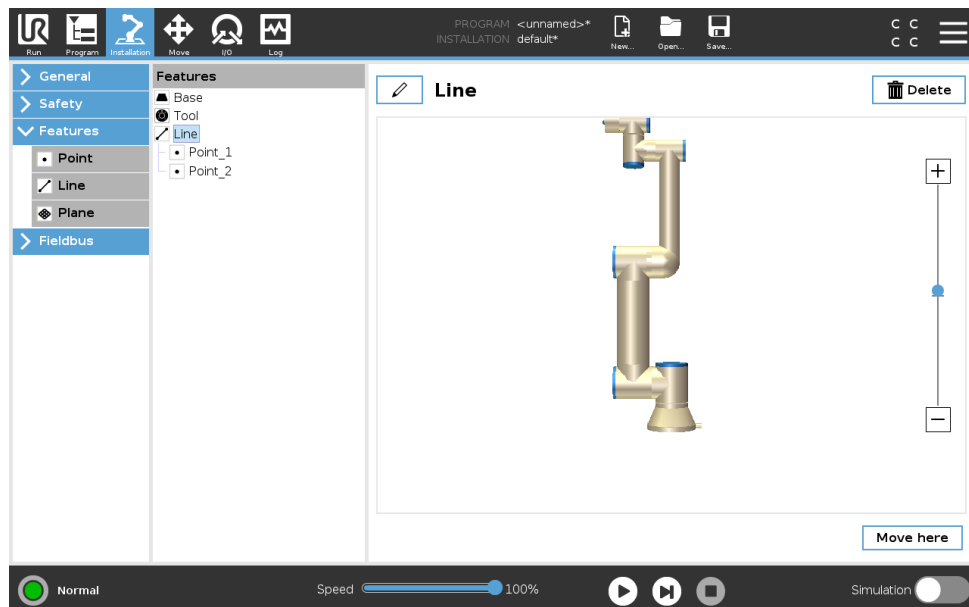 UR
PROGRAM <unnamed>*
INSTALLATION default*
Run Program Installation Move I/O Log New... Open... Save...
C C
C C
General
Safety
Features
Point
Line
Plane
Fieldbus
Features
Base
Tool
Line
Point_1
Point_2
Line
Delete
+
−
Move here
Normal
Speed 100%
Simulation